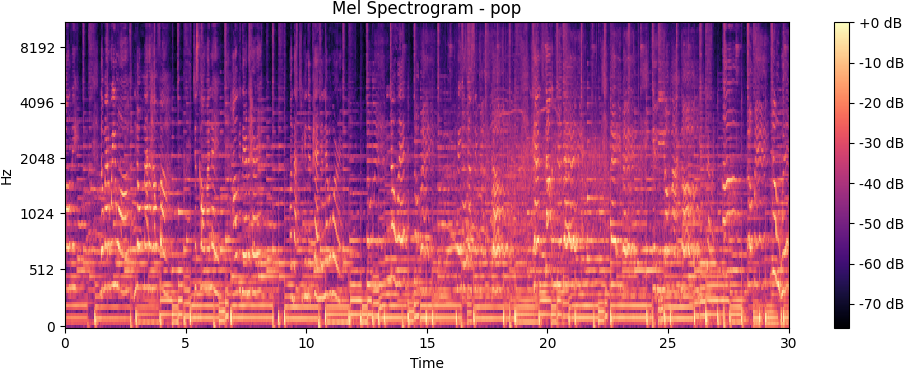 Mel Spectrogram - pop
Hz
8192
4096
2048
1024
512
0
0 5 10 15 20 25 30
Time
+0 dB
-10 dB
-20 dB
-30 dB
-40 dB
-50 dB
-60 dB
-70 dB